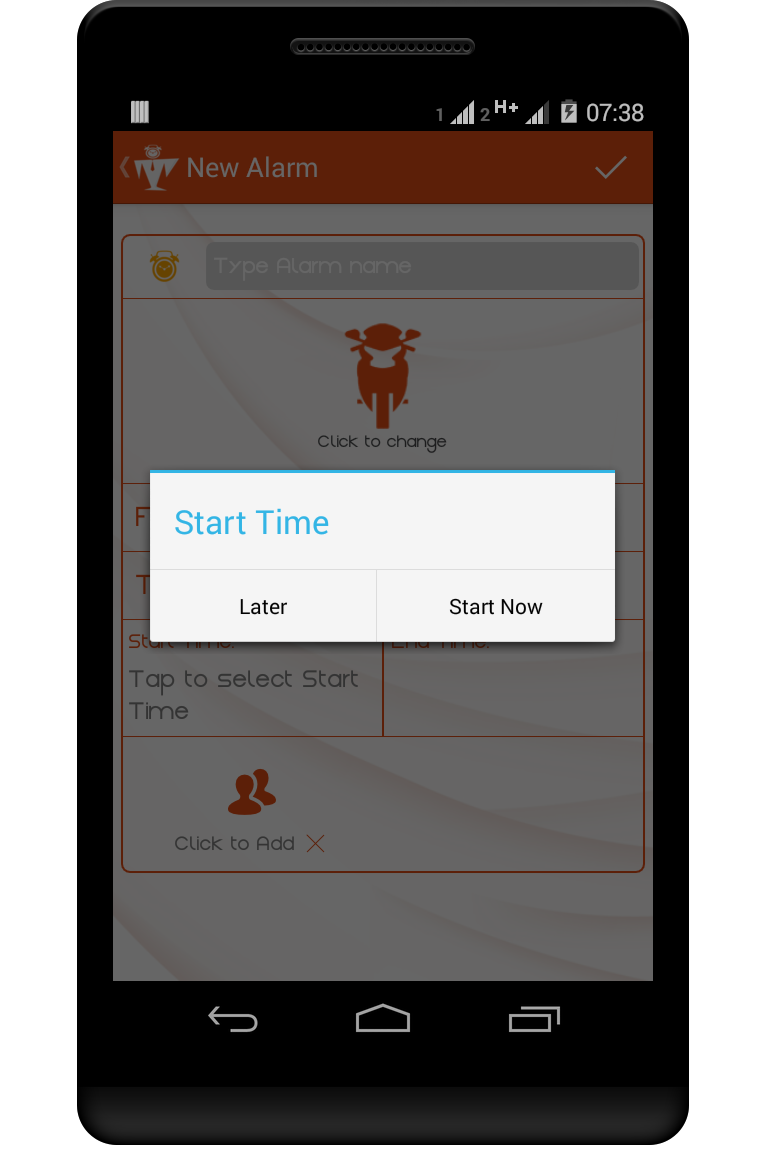 1 2 H+ 07:38
New Alarm
Type Alarm name
Click to change
Start Time
Later Start Now
Start Time: End Time:
Tap to select Start
Time
Click to Add